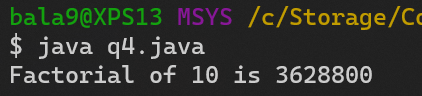 bala9@XPS13 MSYS /c/Storage/Co
$ java q4.java
Factorial of 10 is 3628800